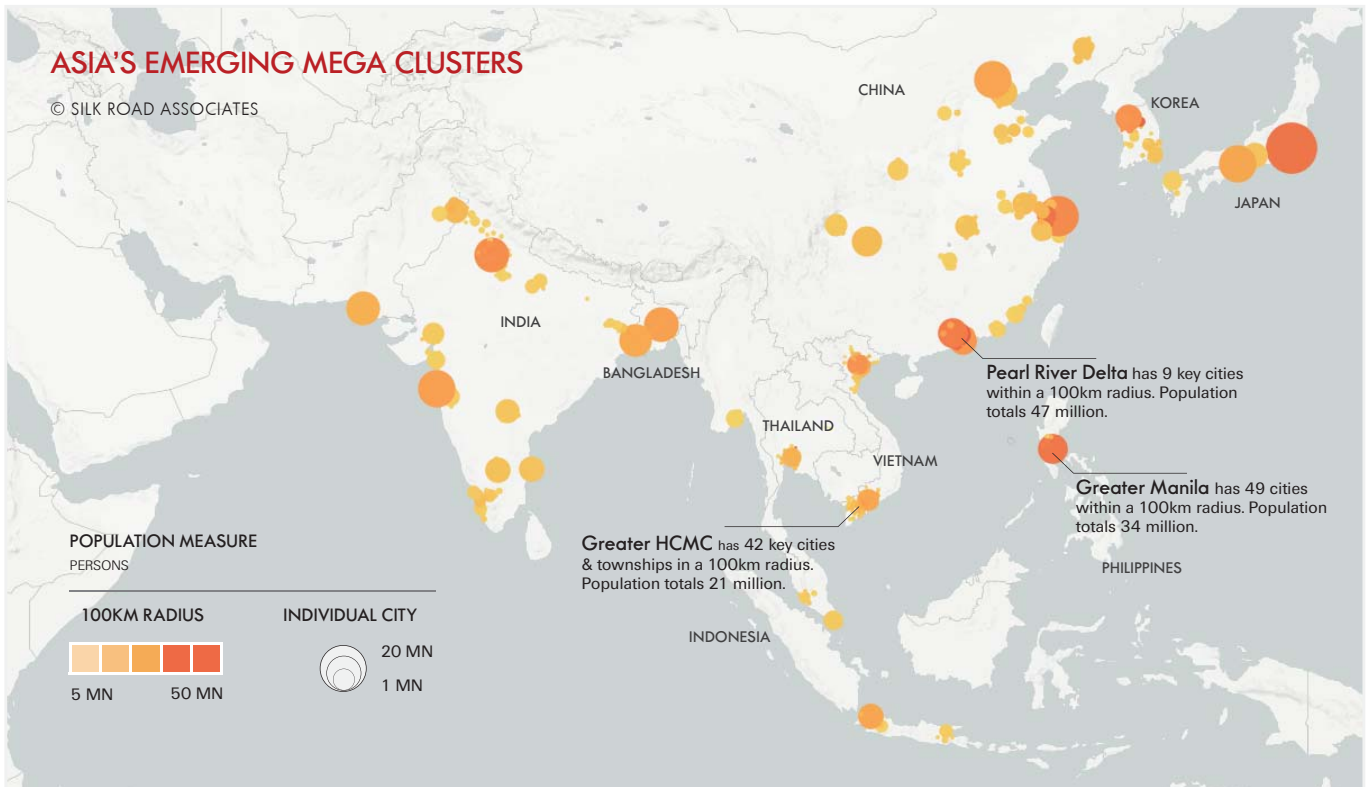 ASIA'S EMERGING MEGA CLUSTERS
© SILK ROAD ASSOCIATES
CHINA
KOREA
JAPAN
INDIA
BANGLADESH
THAILAND
VIETNAM
Pearl River Delta has 9 key cities
within a 100km radius. Population
totals 47 million.
Greater Manila has 49 cities
within a 100km radius. Population
totals 34 million.
PHILIPPINES
Greater HCMC has 42 key cities
& townships in a 100km radius.
Population totals 21 million.
INDONESIA
POPULATION MEASURE
PERSONS
100KM RADIUS
5 MN
50 MN
INDIVIDUAL CITY
20 MN
1 MN